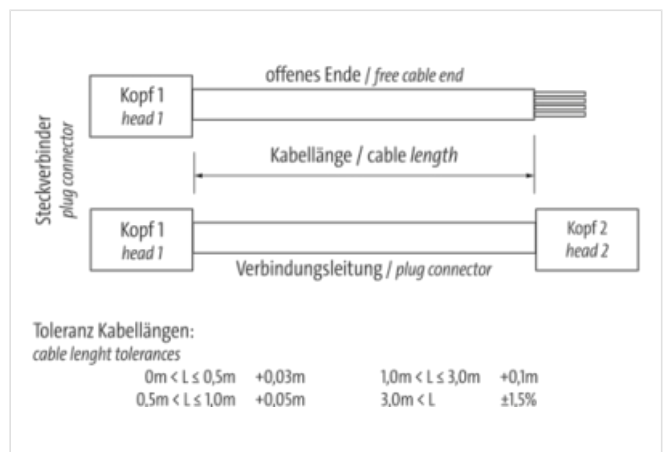 offenes Ende / free cable end
Kopf 1
head 1
Steckverbinder
plug connector
Kabellänge / cable length
Kopf 1
head 1
Kopf 2
head 2
Verbindungsleitung / plug connector
Toleranz Kabellängen:
cable lenght tolerances
0m < L ≤ 0,5m +0,03m 1,0m < L ≤ 3,0m +0,1m
0,5m < L ≤ 1,0m +0,05m 3,0m < L ±1,5%